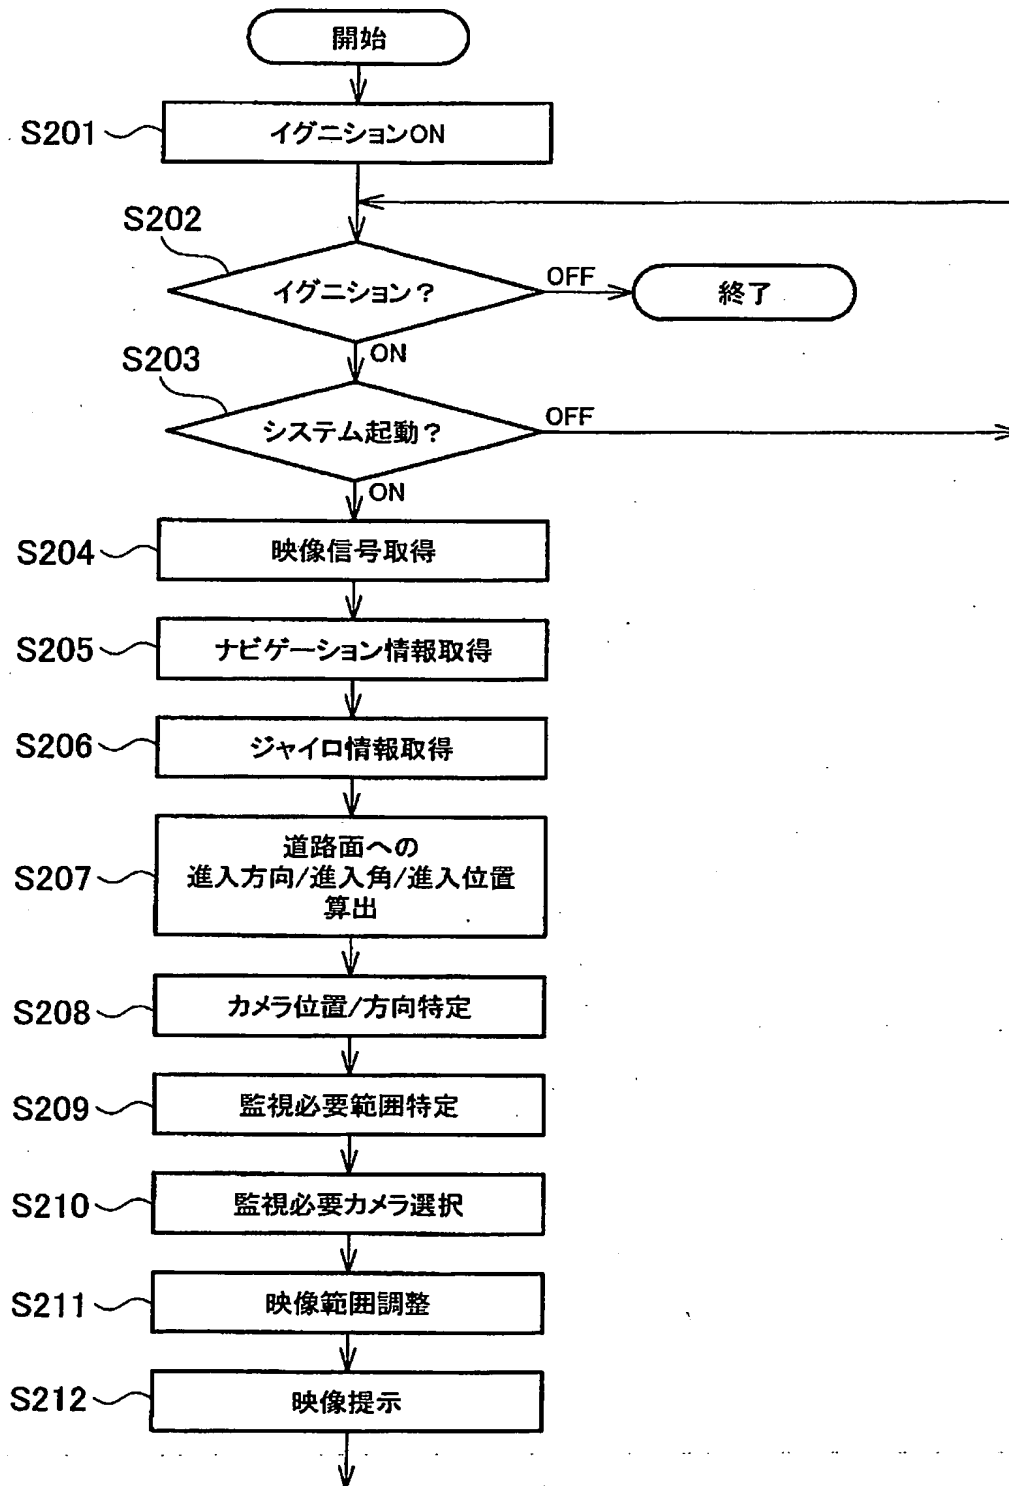 開始
S201
イグニションON
S202
イグニション?
OFF
終了
ON
S203
システム起動?
OFF
ON
S204
映像信号取得
S205
ナビゲーション情報取得
S206
ジャイロ情報取得
S207
道路面への
進入方向/進入角/進入位置
算出
S208
カメラ位置/方向特定
S209
監視必要範囲特定
S210
監視必要カメラ選択
S211
映像範囲調整
S212
映像提示